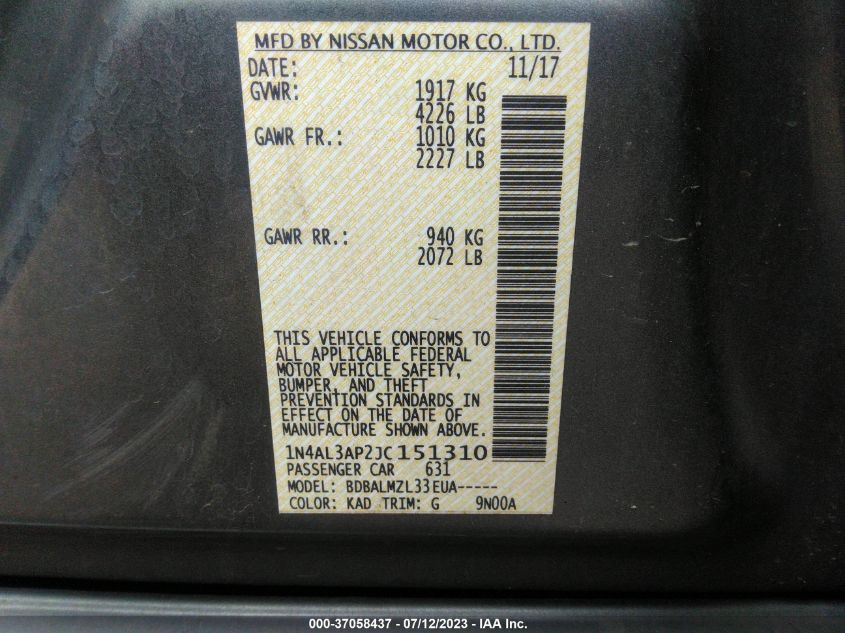 MFD BY NISSAN MOTOR CO., LTD.
DATE: 11/17
GVWR: 1917 KG
4226 LB
GAWR FR.: 1010 KG
2227 LB
GAWR RR.: 940 KG
2072 LB
THIS VEHICLE CONFORMS TO
ALL APPLICABLE FEDERAL
MOTOR VEHICLE SAFETY,
BUMPER, AND THEFT
PREVENTION STANDARDS IN
EFFECT ON THE DATE OF
MANUFACTURE SHOWN ABOVE.
1N4AL3AP2JC151310
PASSENGER CAR 631
MODEL: BDBALMZL33EUA-----
COLOR: KAD TRIM: G 9N00A
000-37058437 - 07/12/2023 - IAA Inc.